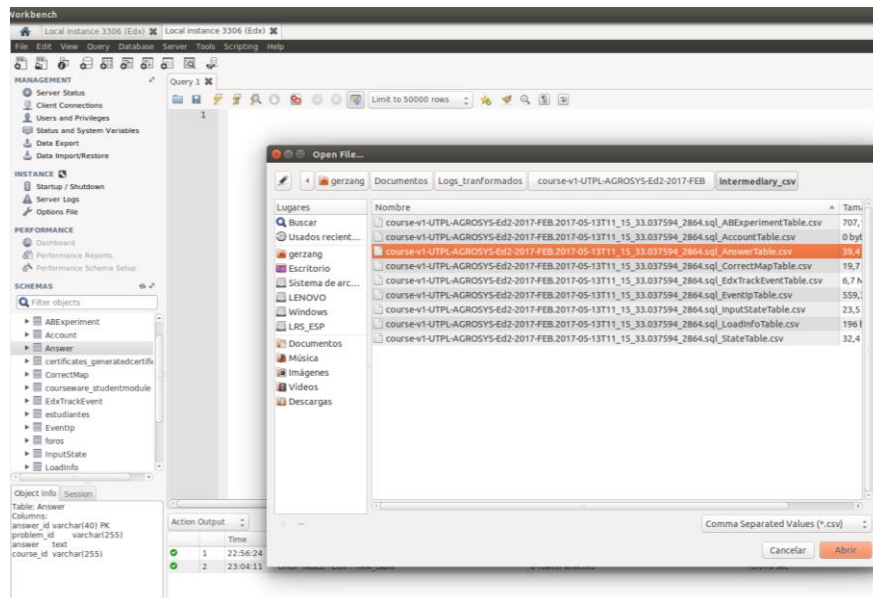 Workbench
Local instance 3306 (Edx)
Local instance 3306 (Edx)
File Edit View Query Database Server Tools Scripting Help
MANAGEMENT
Server Status
Client Connections
Users and Privileges
Status and System Variables
Data Export
Data Import/Restore
INSTANCE
Startup / Shutdown
Server Logs
Options File
PERFORMANCE
Dashboard
Performance Reports
Performance Schema Setup
SCHEMAS
Filter objects
ABExperiment
Account
Answer
certificates_generatedcertifi
CorrectMap
courseware_studentmodule
EdxTrackEvent
estudiantes
EventIp
foros
InputState
LoadInfo
Object Info Session
Table: Answer
Columns:
answer_id varchar(40) PK
problem_id varchar(255)
answer text
course_id varchar(255)
Query 1
Limit to 50000 rows
1
Open File...
gerzang Documentos Logs_tranformados course-v1-UTPL-AGROSYS-Ed2-2017-FEB Intermediary_csv
Lugares
Buscar
Usados recient...
gerzang
Escritorio
Sistema de arc...
LENOVO
Windows
LRS_ESP
Documentos
Música
Imágenes
Vídeos
Descargas
Nombre Tam
course-v1-UTPL-AGROSYS-Ed2-2017-FEB.2017-05-13T11_15_33.037594_2864.sql_ABExperimentTable.csv 707,
course-v1-UTPL-AGROSYS-Ed2-2017-FEB.2017-05-13T11_15_33.037594_2864.sql_AccountTable.csv 0 byt
course-v1-UTPL-AGROSYS-Ed2-2017-FEB.2017-05-13T11_15_33.037594_2864.sql_AnswerTable.csv 39,4
course-v1-UTPL-AGROSYS-Ed2-2017-FEB.2017-05-13T11_15_33.037594_2864.sql_CorrectMapTable.csv 19,7
course-v1-UTPL-AGROSYS-Ed2-2017-FEB.2017-05-13T11_15_33.037594_2864.sql_EdxTrackEventTable.csv 6,7 M
course-v1-UTPL-AGROSYS-Ed2-2017-FEB.2017-05-13T11_15_33.037594_2864.sql_EventIpTable.csv 559,
course-v1-UTPL-AGROSYS-Ed2-2017-FEB.2017-05-13T11_15_33.037594_2864.sql_InputStateTable.csv 23,5
course-v1-UTPL-AGROSYS-Ed2-2017-FEB.2017-05-13T11_15_33.037594_2864.sql_LoadInfoTable.csv 196
course-v1-UTPL-AGROSYS-Ed2-2017-FEB.2017-05-13T11_15_33.037594_2864.sql_StateTable.csv 32,4
Comma Separated Values (*.csv)
Cancelar Abrir
Action Output
Time
1 22:56:24
2 23:04:11